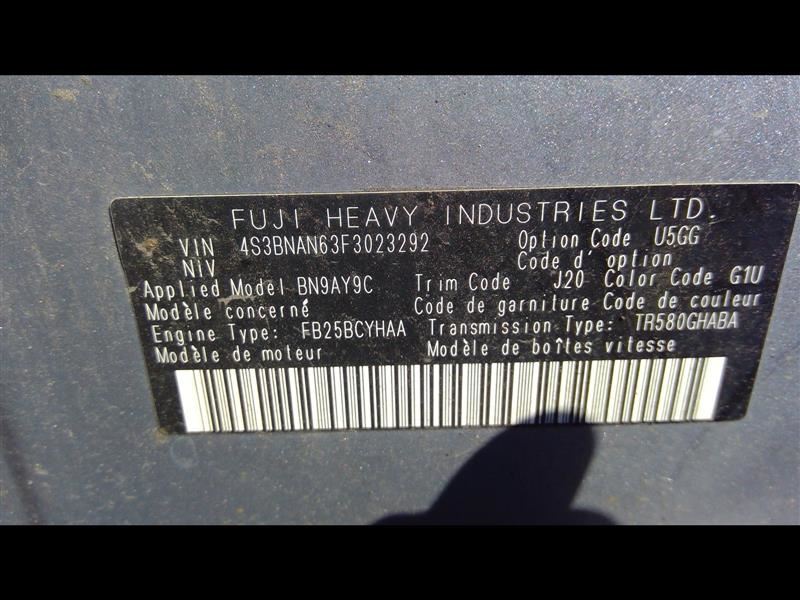 FUJI HEAVY INDUSTRIES LTD.
VIN 4S3BNAN63F3023292 Option Code U5GG
NIV Code d' option
Applied Model BN9AY9C Trim Code J20 Color Code G1U
Modèle concerné Code de garniture Code de couleur
Engine Type: FB25BCYHAA Transmission Type: TR580GHABA
Modèle de moteur Modèle de boîtes vitesse